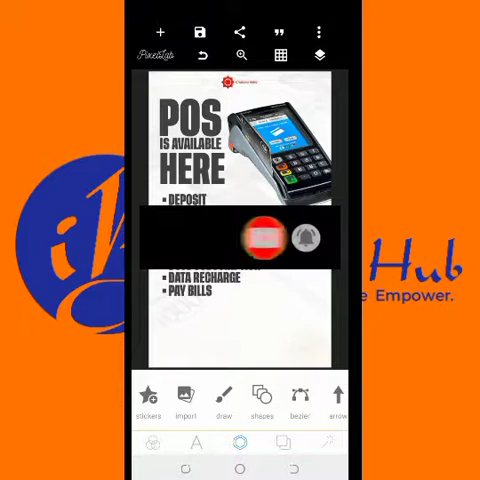 PixelLab
POS
IS AVAILABLE
HERE
▪ DEPOSIT
▪ DATA RECHARGE
▪ PAY BILLS
Hub
e Empower.
stickers
import
draw
shapes
bezier
arrow